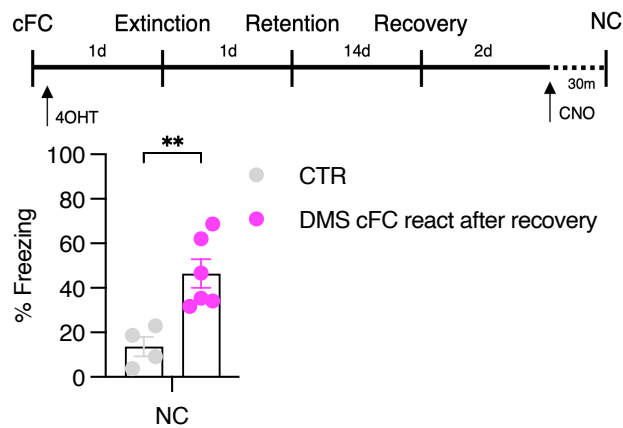 cFC Extinction Retention Recovery NC
1d 1d 14d 2d
30m
4OHT CNO
**
100
80
60
40
20
0
% Freezing
CTR
DMS cFC react after recovery
NC